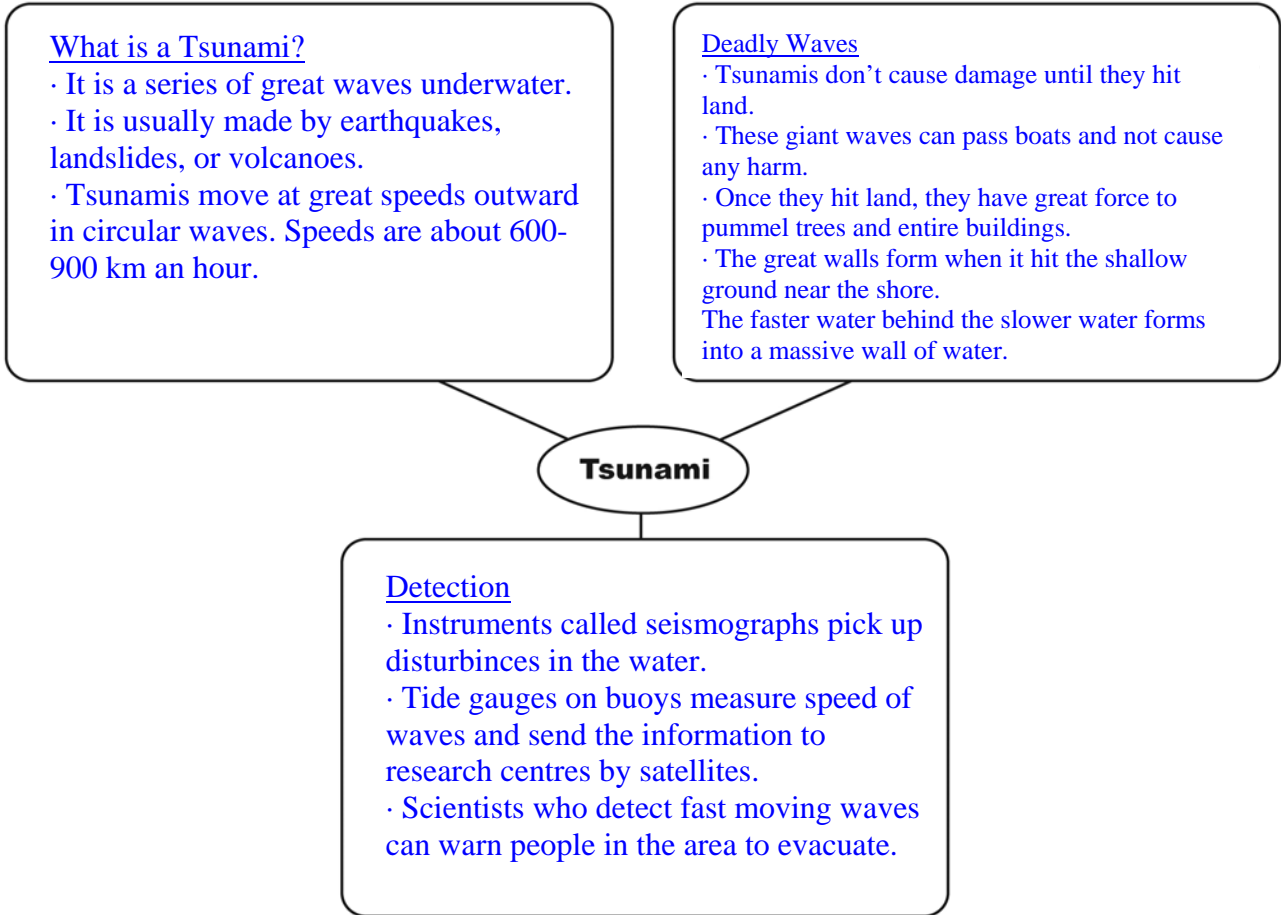 What is a Tsunami?
· It is a series of great waves underwater.
· It is usually made by earthquakes,
landslides, or volcanoes.
· Tsunamis move at great speeds outward
in circular waves. Speeds are about 600-
900 km an hour.
Deadly Waves
· Tsunamis don’t cause damage until they hit
land.
· These giant waves can pass boats and not cause
any harm.
· Once they hit land, they have great force to
pummel trees and entire buildings.
· The great walls form when it hit the shallow
ground near the shore.
The faster water behind the slower water forms
into a massive wall of water.
Tsunami
Detection
· Instruments called seismographs pick up
disturbinces in the water.
· Tide gauges on buoys measure speed of
waves and send the information to
research centres by satellites.
· Scientists who detect fast moving waves
can warn people in the area to evacuate.